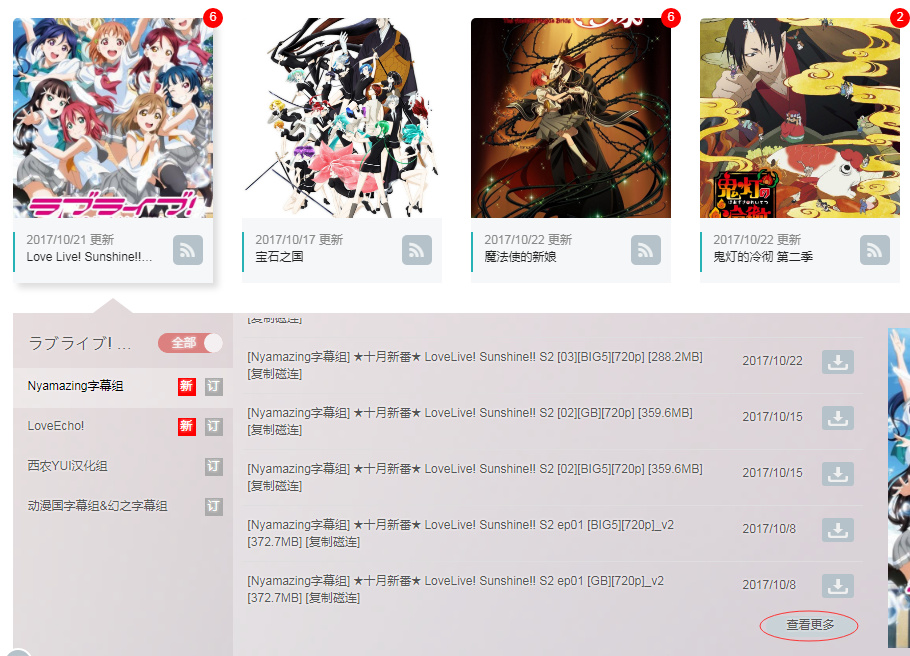 6
6
2
ラブライブ!
鬼灯の
冷徹
2017/10/21 更新
Love Live! Sunshine!!…
2017/10/17 更新
宝石之国
2017/10/22 更新
魔法使的新娘
2017/10/22 更新
鬼灯的冷彻 第二季
ラブライブ! …
全部
Nyamazing字幕组
新
订
LoveEcho!
新
订
西农YUI汉化组
订
动漫国字幕组&幻之字幕组
订
[复制磁连]
[Nyamazing字幕组] ★十月新番★ LoveLive! Sunshine!! S2 [03][BIG5][720p] [288.2MB]
[复制磁连]
2017/10/22
[Nyamazing字幕组] ★十月新番★ LoveLive! Sunshine!! S2 [02][GB][720p] [359.6MB]
[复制磁连]
2017/10/15
[Nyamazing字幕组] ★十月新番★ LoveLive! Sunshine!! S2 [02][BIG5][720p] [359.6MB]
[复制磁连]
2017/10/15
[Nyamazing字幕组] ★十月新番★ LoveLive! Sunshine!! S2 ep01 [BIG5][720p]_v2
[372.7MB] [复制磁连]
2017/10/8
[Nyamazing字幕组] ★十月新番★ LoveLive! Sunshine!! S2 ep01 [GB][720p]_v2
[372.7MB] [复制磁连]
2017/10/8
查看更多